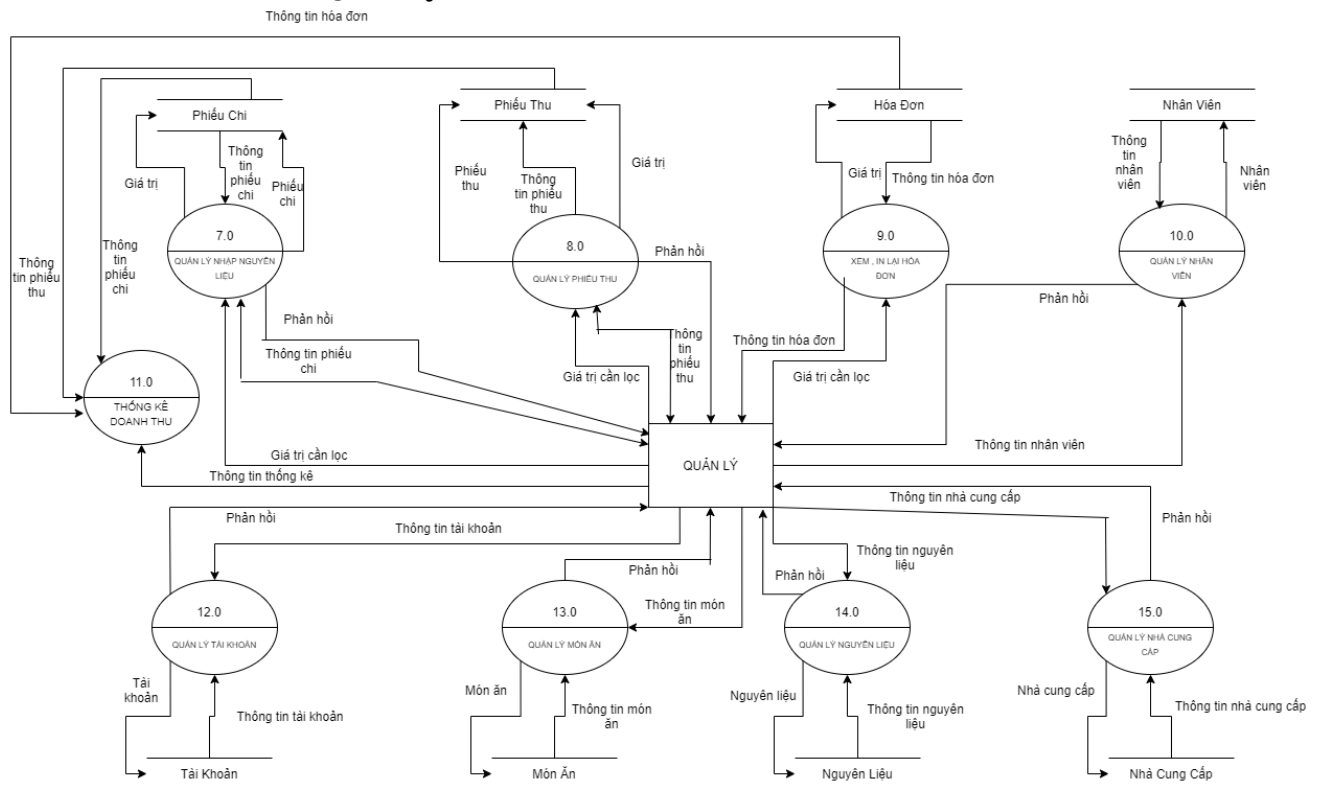 Thông tin hóa đơn
Phiếu Chi
Phiếu Thu
Hóa Đơn
Nhân Viên
Giá trị
Thông
tin
phiếu
chi
Phiếu
chi
Phiếu
thu
Thông
tin phiếu
thu
Giá trị
Giá trị
Thông tin hóa đơn
Thông
tin
nhân
viên
Nhân
viên
7.0
QUẢN LÝ NHẬP NGUYÊN
LIỆU
8.0
QUẢN LÝ PHIẾU THU
9.0
XEM , IN LẠI HÓA
ĐƠN
10.0
QUẢN LÝ NHÂN
VIÊN
Thông
tin phiếu
thu
Thông
tin
phiếu
chi
Phản hồi
Phản hồi
Phản hồi
Thông tin phiếu
chi
Thông
tin
phiếu
thu
Thông tin hóa đơn
Giá trị cần lọc
Giá trị cần lọc
11.0
THỐNG KÊ
DOANH THU
Giá trị cần lọc
Thông tin thống kê
QUẢN LÝ
Thông tin nhân viên
Thông tin nhà cung cấp
Phản hồi
Thông tin tài khoản
Phản hồi
Thông tin nguyên
liệu
Phản hồi
Phản hồi
Thông tin món
ăn
12.0
QUẢN LÝ TÀI KHOẢN
13.0
QUẢN LÝ MÓN ĂN
14.0
QUẢN LÝ NGUYÊN LIỆU
15.0
QUẢN LÝ NHÀ CUNG
CẤP
Tài
khoản
Thông tin tài khoản
Món ăn
Thông tin món
ăn
Nguyên liệu
Thông tin nguyên
liệu
Nhà cung cấp
Thông tin nhà cung cấp
Tài Khoản
Món Ăn
Nguyên Liệu
Nhà Cung Cấp